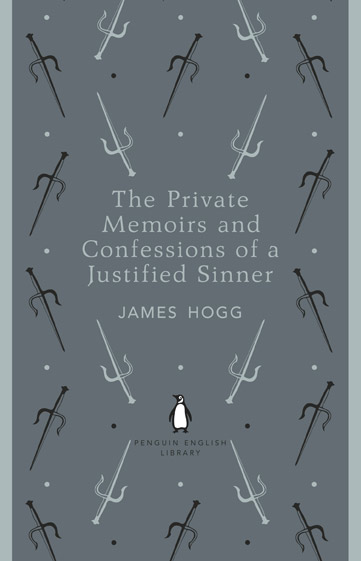 The Private
Memoirs and
Confessions of a
Justified Sinner
JAMES HOGG
PENGUIN ENGLISH
LIBRARY